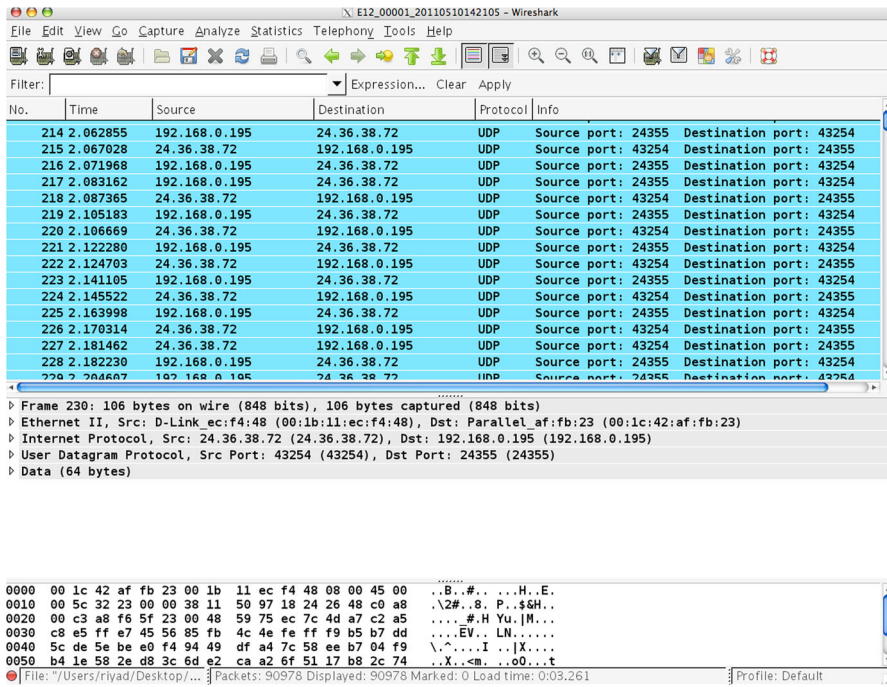 E12_00001_20110510142105 - Wireshark
File Edit View Go Capture Analyze Statistics Telephony Tools Help
Filter: Expression... Clear Apply
No. Time Source Destination Protocol Info
214 2.062855 192.168.0.195 24.36.38.72 UDP Source port: 24355 Destination port: 43254
215 2.067028 24.36.38.72 192.168.0.195 UDP Source port: 43254 Destination port: 24355
216 2.071968 192.168.0.195 24.36.38.72 UDP Source port: 24355 Destination port: 43254
217 2.083162 192.168.0.195 24.36.38.72 UDP Source port: 24355 Destination port: 43254
218 2.087365 24.36.38.72 192.168.0.195 UDP Source port: 43254 Destination port: 24355
219 2.105183 192.168.0.195 24.36.38.72 UDP Source port: 24355 Destination port: 43254
220 2.106669 24.36.38.72 192.168.0.195 UDP Source port: 43254 Destination port: 24355
221 2.122280 192.168.0.195 24.36.38.72 UDP Source port: 24355 Destination port: 43254
222 2.124703 24.36.38.72 192.168.0.195 UDP Source port: 43254 Destination port: 24355
223 2.141105 192.168.0.195 24.36.38.72 UDP Source port: 24355 Destination port: 43254
224 2.145522 24.36.38.72 192.168.0.195 UDP Source port: 43254 Destination port: 24355
225 2.163998 192.168.0.195 24.36.38.72 UDP Source port: 24355 Destination port: 43254
226 2.170314 24.36.38.72 192.168.0.195 UDP Source port: 43254 Destination port: 24355
227 2.181462 24.36.38.72 192.168.0.195 UDP Source port: 43254 Destination port: 24355
228 2.182230 192.168.0.195 24.36.38.72 UDP Source port: 24355 Destination port: 43254
229 2.204607 192.168.0.195 24.36.38.72 UDP Source port: 24355 Destination port: 43254
Frame 230: 106 bytes on wire (848 bits), 106 bytes captured (848 bits)
Ethernet II, Src: D-Link_ec:f4:48 (00:1b:11:ec:f4:48), Dst: Parallel_af:fb:23 (00:1c:42:af:fb:23)
Internet Protocol, Src: 24.36.38.72 (24.36.38.72), Dst: 192.168.0.195 (192.168.0.195)
User Datagram Protocol, Src Port: 43254 (43254), Dst Port: 24355 (24355)
Data (64 bytes)
0000 00 1c 42 af fb 23 00 1b 11 ec f4 48 08 00 45 00 ..B..#.. ...H..E.
0010 00 5c 32 23 00 00 38 11 50 97 18 24 26 48 c0 a8 .\2#..8. P..$&H..
0020 00 c3 a8 f6 5f 23 00 48 59 75 ec 7c 4d a7 c2 a5 ...._#.H Yu.|M...
0030 c8 e5 ff e7 45 56 85 fb 4c 4e fe ff f9 b5 b7 dd ....EV.. LN......
0040 5c de 5e be e0 f4 94 49 df a4 7c 58 ee b7 04 f9 \.^....I ..|X....
0050 b4 1e 58 2e d8 3c 6d e2 ca a2 6f 51 17 b8 2c 74 ..X..<m. ..oQ...t
File: "/Users/riyad/Desktop/... Packets: 90978 Displayed: 90978 Marked: 0 Load time: 0:03.261 Profile: Default